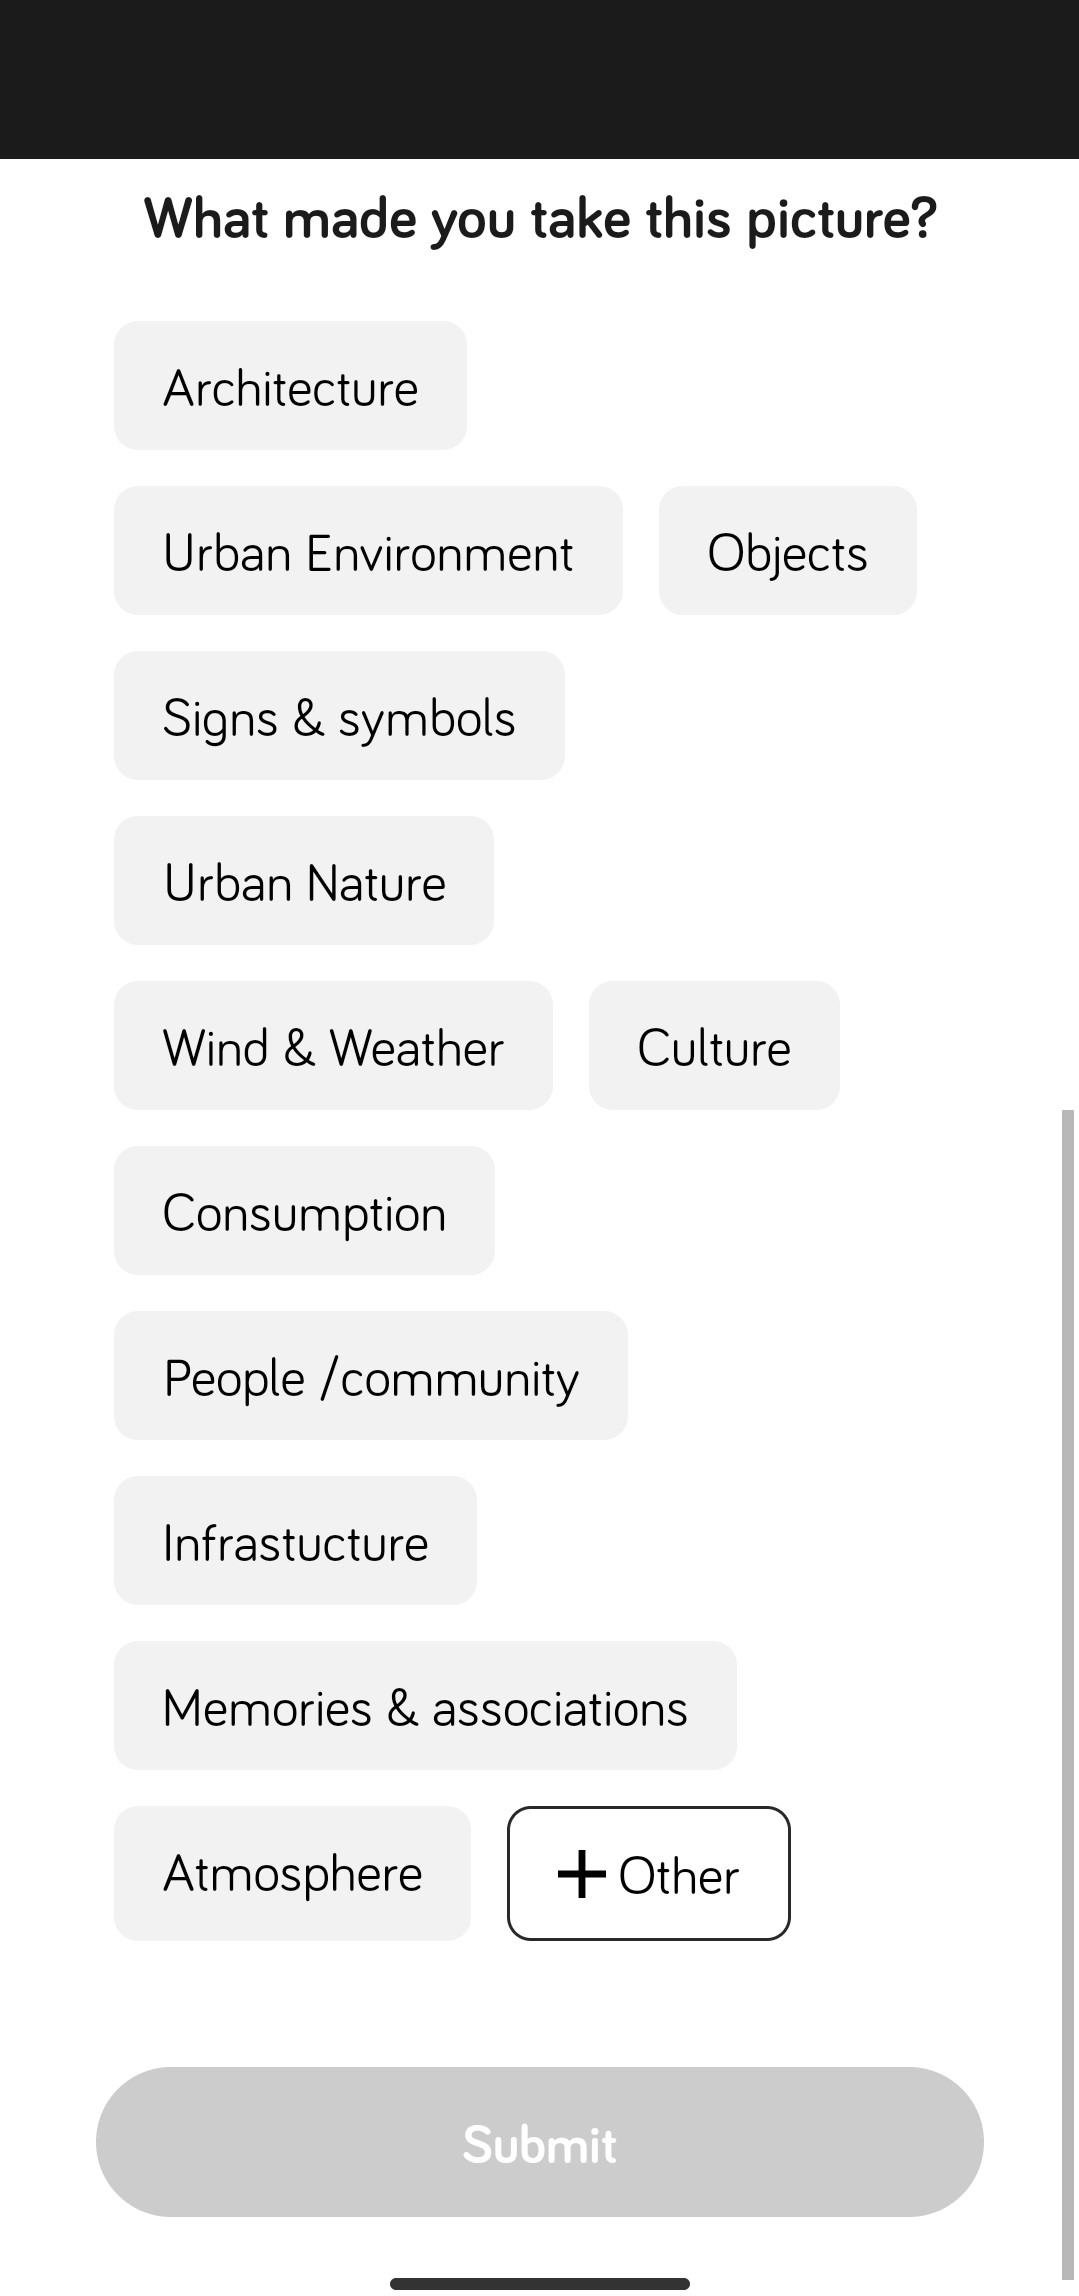 What made you take this picture?
Architecture
Urban Environment Objects
Signs & symbols
Urban Nature
Wind & Weather Culture
Consumption
People /community
Infrastucture
Memories & associations
Atmosphere + Other
Submit